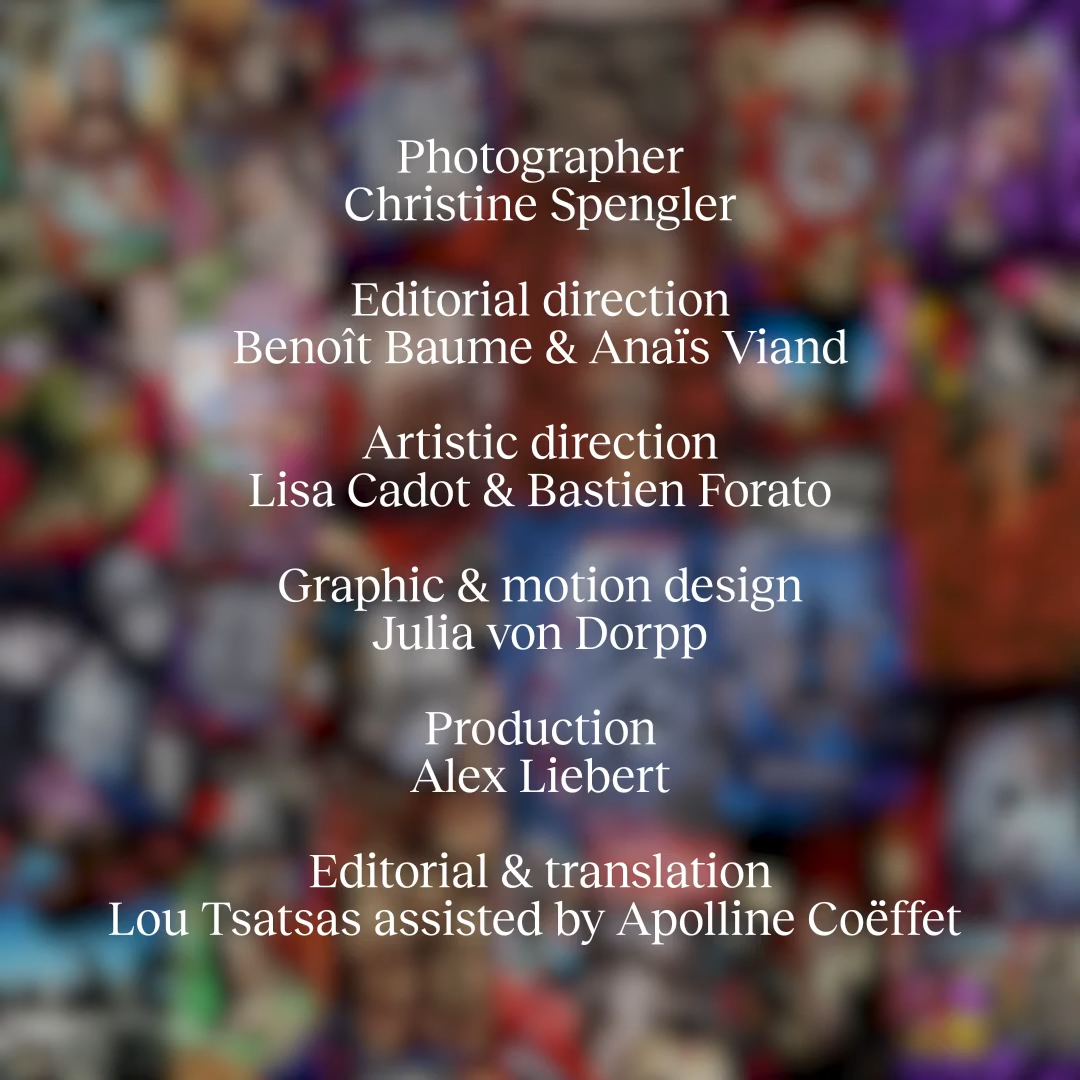 Photographer
Christine Spengler
Editorial direction
Benoît Baume & Anaïs Viand
Artistic direction
Lisa Cadot & Bastien Forato
Graphic & motion design
Julia von Dorpp
Production
Alex Liebert
Editorial & translation
Lou Tsatsas assisted by Apolline Coëffet